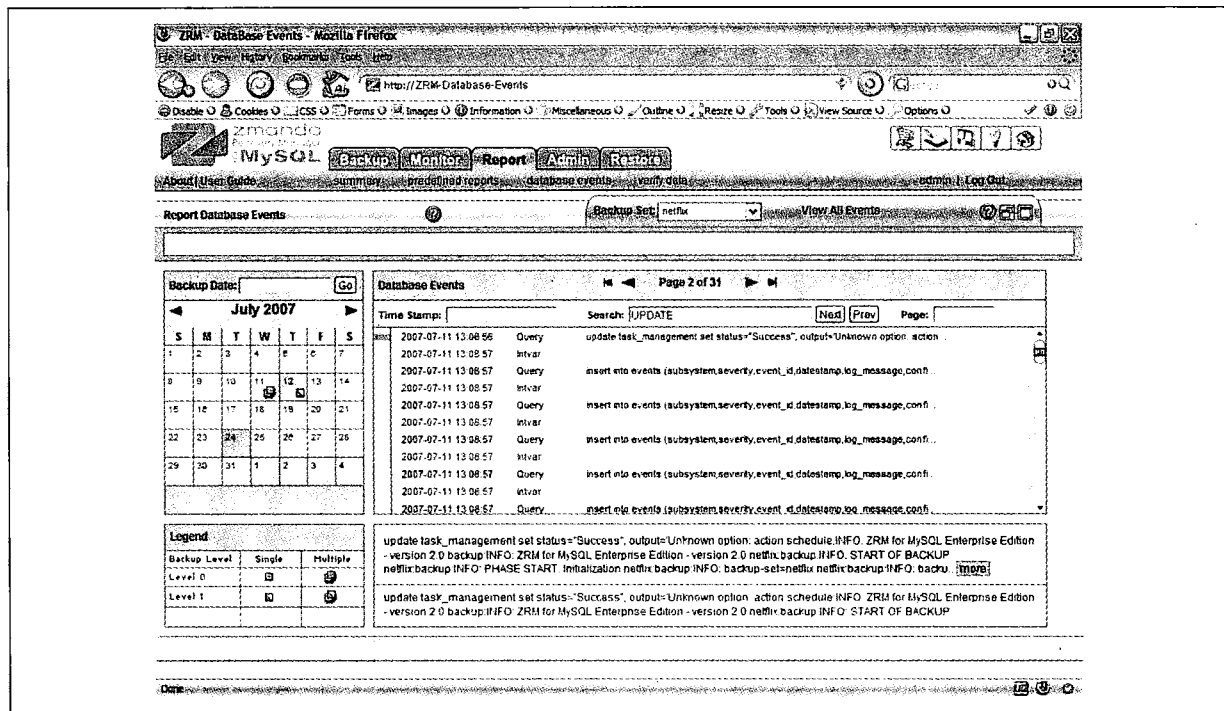 ZRM - DataBase Events - Mozilla Firefox
File Edit View History Bookmarks Tools Help
http://ZRM-Database-Events
Disable Cookies CSS Forms Images Information Miscellaneous Outline Resize Tools View Source Options
zmanda
MySQL Backup Monitor Report Admin Restore
About | User Guide summary predefined reports database events verify data admin | Log Out
Report Database Events Backup Set: netflix View All Events
Backup Date: Go
July 2007
S M T W T F S
1 2 3 4 5 6 7
8 9 10 11 12 13 14
15 16 17 18 19 20 21
22 23 24 25 26 27 28
29 30 31 1 2 3 4
Database Events Page 2 of 31
Time Stamp: Search: UPDATE Next Prev Page:
2007-07-11 13:08:56 Query update task_management set status="Success", output='Unknown option: action ...
2007-07-11 13:08:57 Intvar
2007-07-11 13:08:57 Query insert into events (subsystem,severity,event_id,datestamp,log_message,confi...
2007-07-11 13:08:57 Intvar
2007-07-11 13:08:57 Query insert into events (subsystem,severity,event_id,datestamp,log_message,confi...
2007-07-11 13:08:57 Intvar
2007-07-11 13:08:57 Query insert into events (subsystem,severity,event_id,datestamp,log_message,confi...
2007-07-11 13:08:57 Intvar
2007-07-11 13:08:57 Query insert into events (subsystem,severity,event_id,datestamp,log_message,confi...
2007-07-11 13:08:57 Intvar
2007-07-11 13:08:57 Query insert into events (subsystem,severity,event_id,datestamp,log_message,confi...
Legend
Backup Level Single Multiple
Level 0
Level 1
update task_management set status="Success", output='Unknown option: action schedule:INFO: ZRM for MySQL Enterprise Edition
- version 2.0 backup:INFO: ZRM for MySQL Enterprise Edition - version 2.0 netflix:backup:INFO: START OF BACKUP
netflix:backup:INFO: PHASE START: Initialization netflix:backup:INFO: backup-set=netflix netflix:backup:INFO: backu.. more
update task_management set status="Success", output='Unknown option: action schedule:INFO: ZRM for MySQL Enterprise Edition
- version 2.0 backup:INFO: ZRM for MySQL Enterprise Edition - version 2.0 netflix:backup:INFO: START OF BACKUP
Done